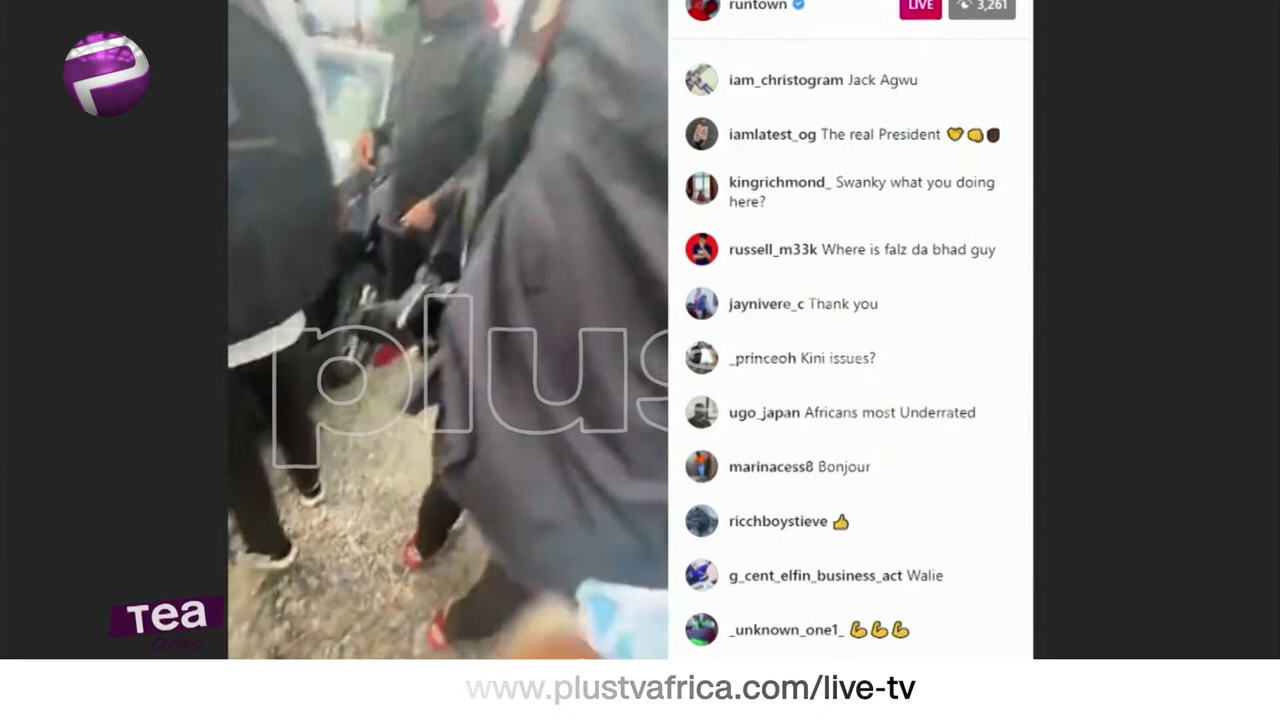 runtown
LIVE
3,261
iam_christogram Jack Agwu
iamlatest_og The real President 💛👊✊🏿
kingrichmond_ Swanky what you doing
here?
russell_m33k Where is falz da bhad guy
jaynivere_c Thank you
_princeoh Kini issues?
ugo_japan Africans most Underrated
marinacess8 Bonjour
ricchboystieve 👍
g_cent_elfin_business_act Walie
_unknown_one1_ 💪💪💪
plus
Tea
www.plustvafrica.com/live-tv